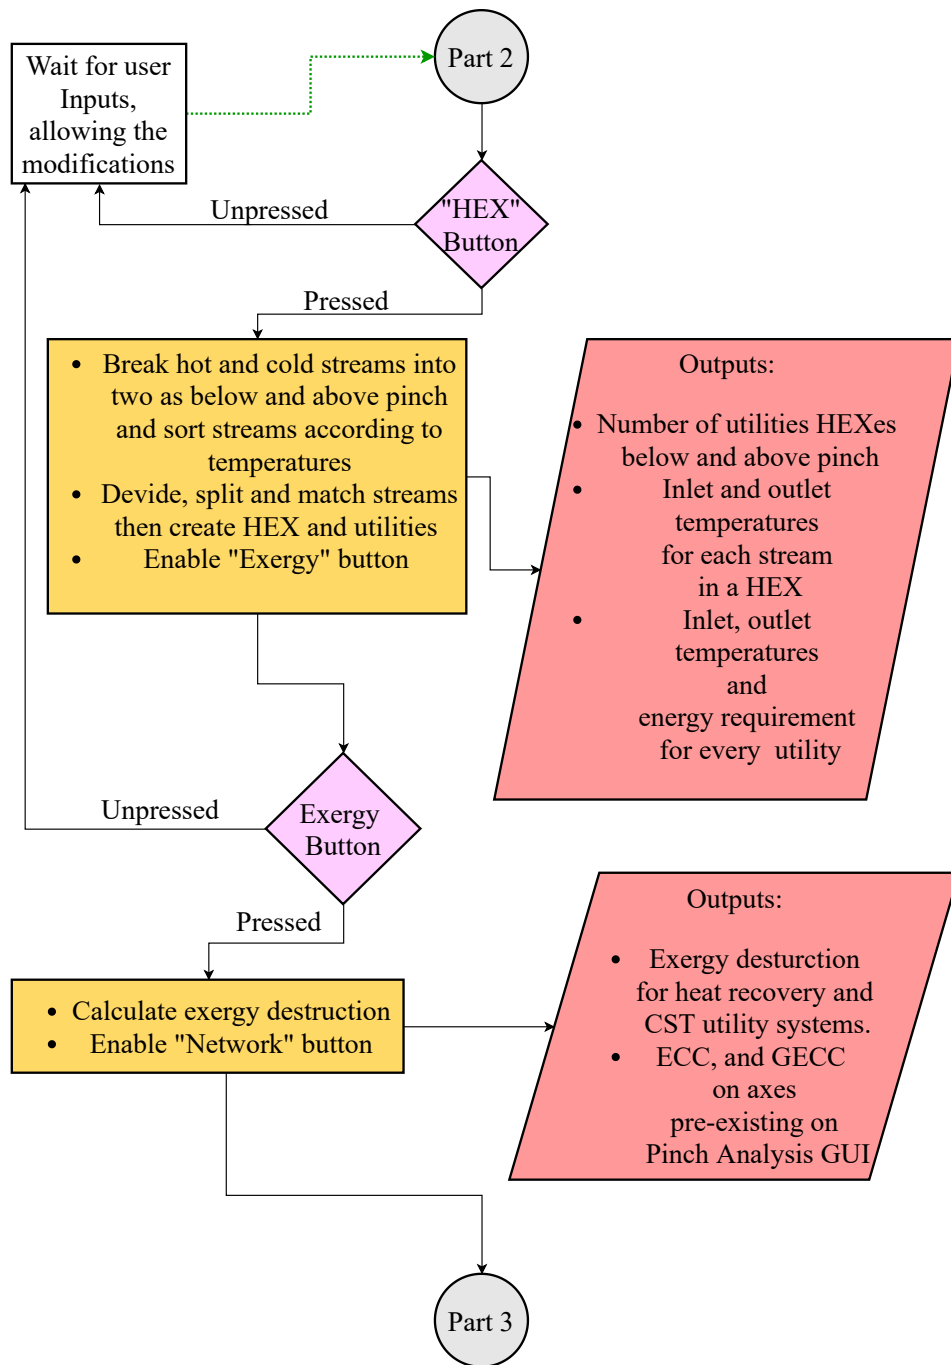 Part 2
Wait for user
Inputs,
allowing the
modifications
Unpressed
"HEX"
Button
Pressed
• Break hot and cold streams into
two as below and above pinch
and sort streams according to
temperatures
• Devide, split and match streams
then create HEX and utilities
• Enable "Exergy" button
Outputs:
• Number of utilities HEXes
below and above pinch
• Inlet and outlet
temperatures
for each stream
in a HEX
• Inlet, outlet
temperatures
and
energy requirement
for every utility
Unpressed
Exergy
Button
Pressed
• Calculate exergy destruction
• Enable "Network" button
Outputs:
• Exergy desturction
for heat recovery and
CST utility systems.
• ECC, and GECC
on axes
pre-existing on
Pinch Analysis GUI
Part 3